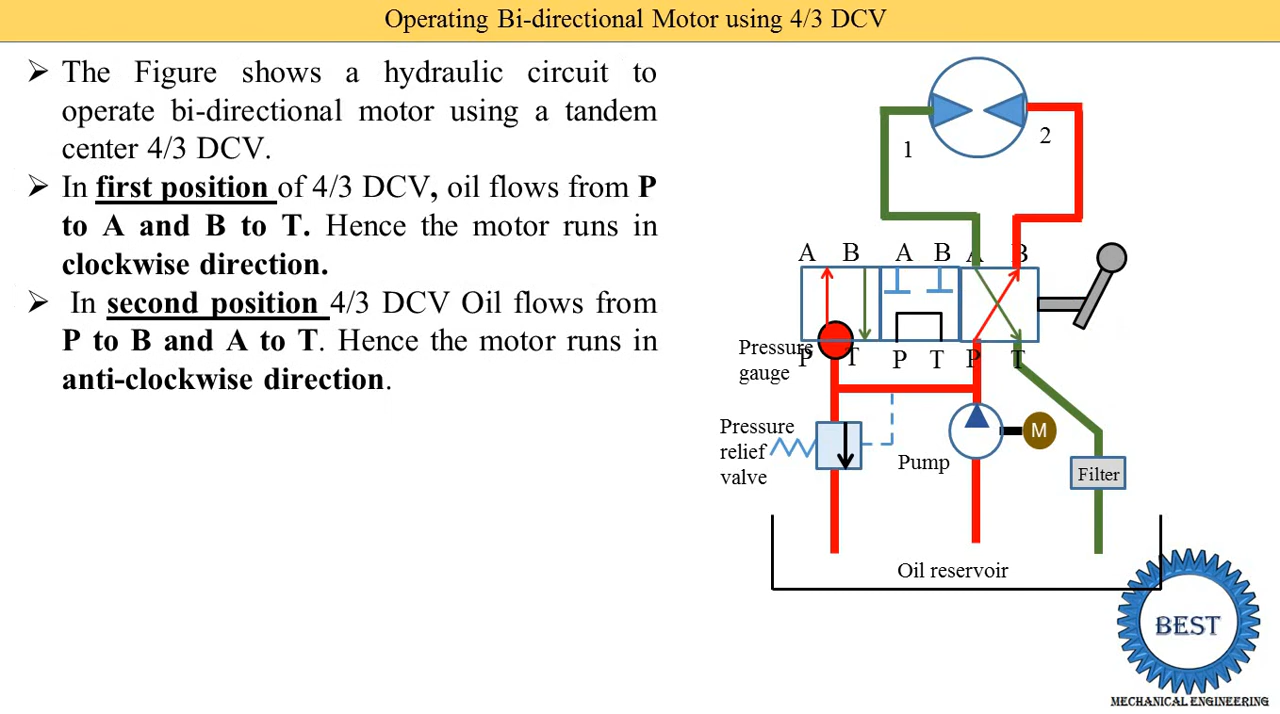 Operating Bi-directional Motor using 4/3 DCV
➢ The Figure shows a hydraulic circuit to
operate bi-directional motor using a tandem
center 4/3 DCV.
➢ In first position of 4/3 DCV, oil flows from P
to A and B to T. Hence the motor runs in
clockwise direction.
➢ In second position 4/3 DCV Oil flows from
P to B and A to T. Hence the motor runs in
anti-clockwise direction.
1
2
A B A B A B
Pressure
gauge
P T P T P T
Pressure
relief
valve
Pump
M
Filter
Oil reservoir
BEST
MECHANICAL ENGINEERING